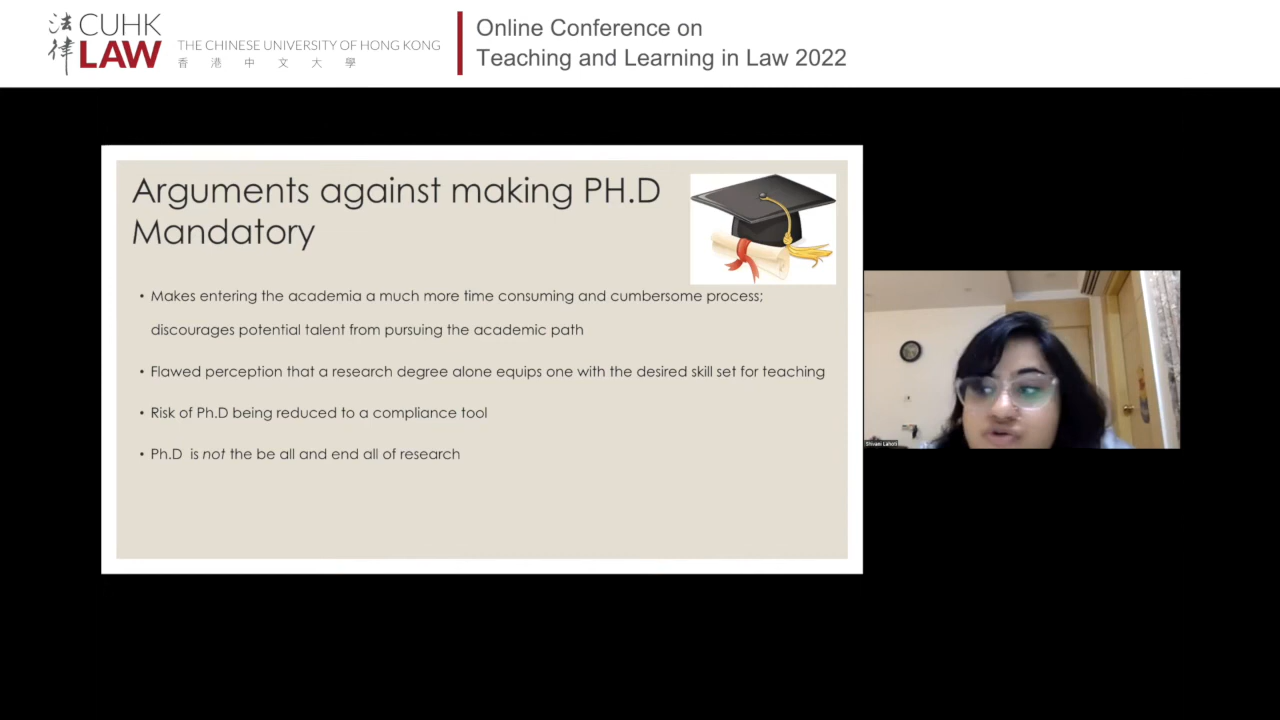 法律
CUHK
LAW
THE CHINESE UNIVERSITY OF HONG KONG
香港中文大學
Online Conference on
Teaching and Learning in Law 2022
Arguments against making PH.D
Mandatory
• Makes entering the academia a much more time consuming and cumbersome process;
discourages potential talent from pursuing the academic path
• Flawed perception that a research degree alone equips one with the desired skill set for teaching
• Risk of Ph.D being reduced to a compliance tool
• Ph.D is not the be all and end all of research
Shivani Lahoti